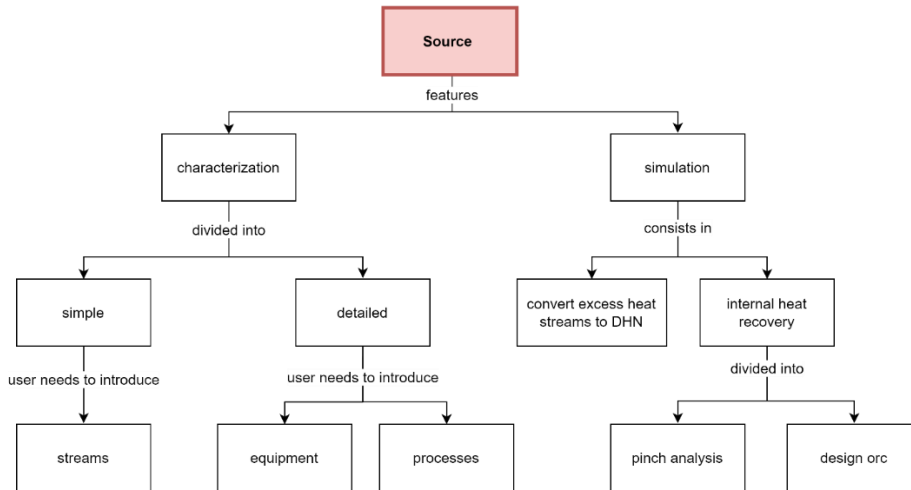 Source
features
characterization
simulation
divided into
consists in
simple
detailed
convert excess heat
streams to DHN
internal heat
recovery
user needs to introduce
user needs to introduce
divided into
streams
equipment
processes
pinch analysis
design orc